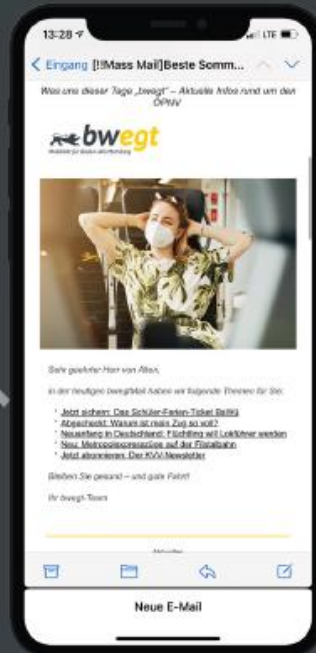 13:28
LTE
Eingang [!!Mass Mail]Beste Somm...
Was uns dieser Tage „bwegt" – Aktuelle Infos rund um den
ÖPNV
bwegt
Sehr geehrter Herr von Alten,
in der heutigen bwegtMail haben wir folgende Themen für Sie:
* Jetzt sichern: Das Schüler-Ferien-Ticket BaWü
* Abgecheckt: Warum ist mein Zug so voll?
* Neuanfang in Deutschland: Flüchtling will Lokführer werden
* Neu: Metropolexpresszüge auf der Filstalbahn
* Jetzt abonnieren: Der KVV-Newsletter
Bleiben Sie gesund – und gute Fahrt!
Ihr bwegt-Team
Neue E-Mail